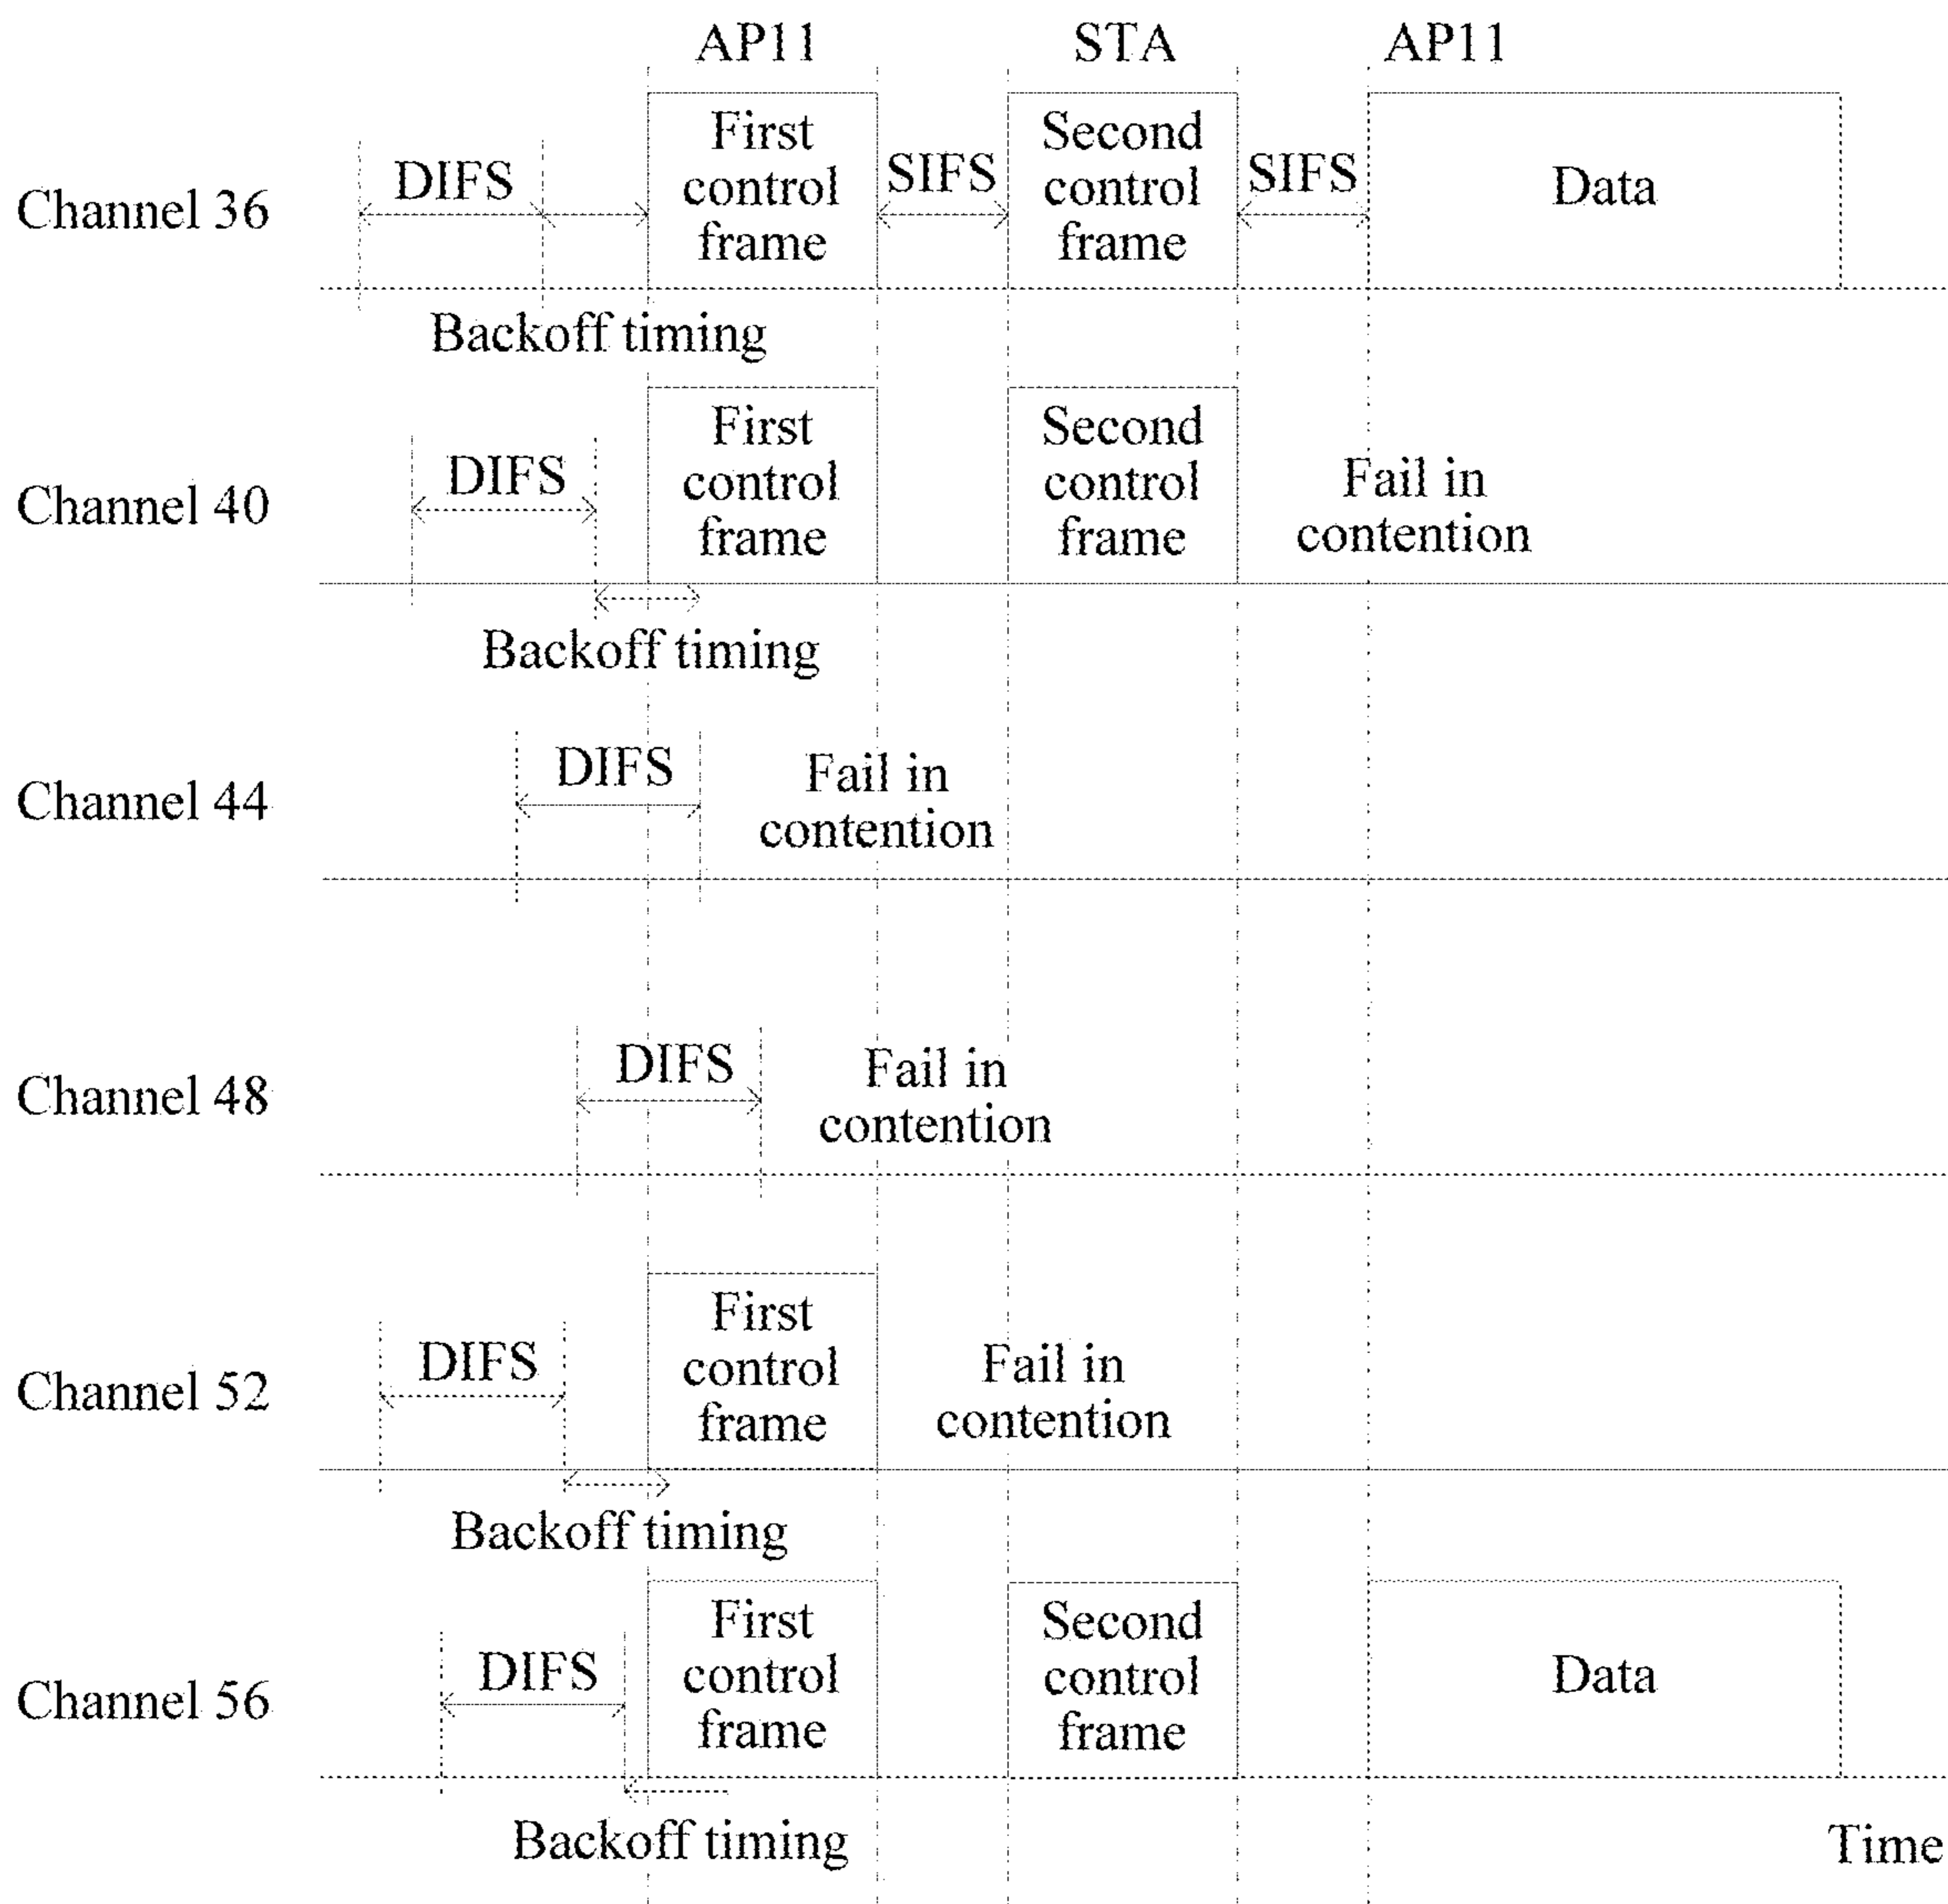 AP11 STA AP11
Channel 36
DIFS
First
control
frame
SIFS
Second
control
frame
SIFS
Data
Backoff timing
Channel 40
DIFS
First
control
frame
Second
control
frame
Fail in
contention
Backoff timing
Channel 44
DIFS
Fail in
contention
Channel 48
DIFS
Fail in
contention
Channel 52
DIFS
First
control
frame
Fail in
contention
Backoff timing
Channel 56
DIFS
First
control
frame
Second
control
frame
Data
Backoff timing
Time